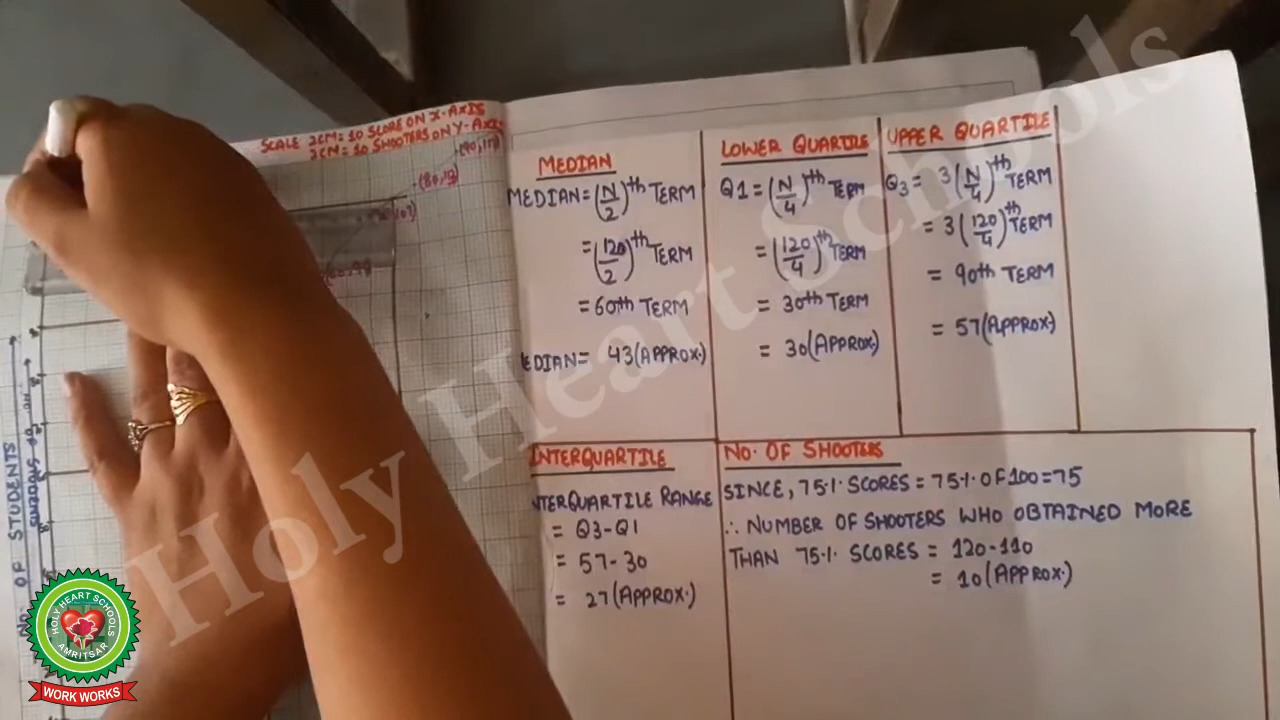 SCALE 2CM = 10 SCORE ON X-AXIS
2CM = 10 SHOOTERS ON Y-AXIS
MEDIAN
MEDIAN = (N/2)th TERM
= (120/2)th TERM
= 60th TERM
EDIAN = 43 (APPROX.)
LOWER QUARTILE
Q1 = (N/4)th TERM
= (120/4)th TERM
= 30th TERM
= 30 (APPROX.)
UPPER QUARTILE
Q3 = 3(N/4)th TERM
= 3(120/4)th TERM
= 90th TERM
= 57 (APPROX.)
INTERQUARTILE
NTERQUARTILE RANGE
= Q3-Q1
= 57-30
= 27 (APPROX.)
NO. OF SHOOTERS
SINCE, 75% SCORES = 75% OF 100 = 75
∴ NUMBER OF SHOOTERS WHO OBTAINED MORE
THAN 75% SCORES = 120-110
= 10 (APPROX.)
OF STUDENTS
Holy Heart Schools
HOLY HEART SCHOOLS
AMRITSAR
WORK WORKS